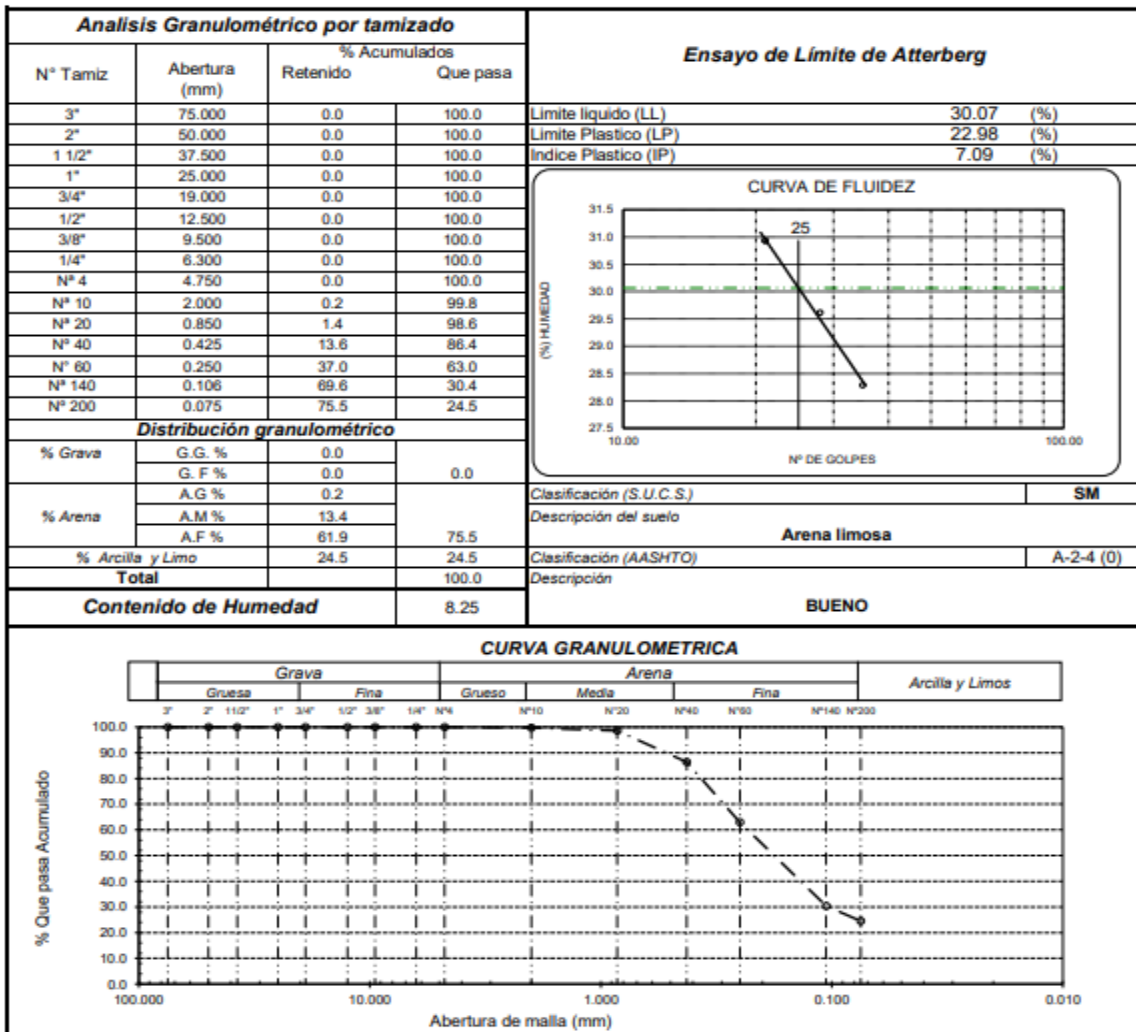 Analisis Granulométrico por tamizado
N° Tamiz Abertura (mm) % Acumulados
Retenido Que pasa
3" 75.000 0.0 100.0
2" 50.000 0.0 100.0
1 1/2" 37.500 0.0 100.0
1" 25.000 0.0 100.0
3/4" 19.000 0.0 100.0
1/2" 12.500 0.0 100.0
3/8" 9.500 0.0 100.0
1/4" 6.300 0.0 100.0
Nª 4 4.750 0.0 100.0
Nª 10 2.000 0.2 99.8
Nª 20 0.850 1.4 98.6
Nª 40 0.425 13.6 86.4
N° 60 0.250 37.0 63.0
Nª 140 0.106 69.6 30.4
Nª 200 0.075 75.5 24.5
Distribución granulométrico
% Grava G.G. % 0.0
G. F % 0.0 0.0
A.G % 0.2
% Arena A.M % 13.4
A.F % 61.9 75.5
% Arcilla y Limo 24.5 24.5
Total 100.0
Contenido de Humedad 8.25
Ensayo de Límite de Atterberg
Limite liquido (LL) 30.07 (%)
Limite Plastico (LP) 22.98 (%)
Indice Plastico (IP) 7.09 (%)
CURVA DE FLUIDEZ
25
(%) HUMEDAD
31.5
31.0
30.5
30.0
29.5
29.0
28.5
28.0
27.5
10.00 100.00
Nº DE GOLPES
Clasificación (S.U.C.S.) SM
Descripción del suelo
Arena limosa
Clasificación (AASHTO) A-2-4 (0)
Descripción
BUENO
CURVA GRANULOMETRICA
Grava Arena Arcilla y Limos
Gruesa Fina Grueso Media Fina
3" 2" 11/2" 1" 3/4" 1/2" 3/8" 1/4" N°4 N°10 N°20 N°40 N°60 N°140 N°200
% Que pasa Acumulado
100.0
90.0
80.0
70.0
60.0
50.0
40.0
30.0
20.0
10.0
0.0
100.000 10.000 1.000 0.100 0.010
Abertura de malla (mm)